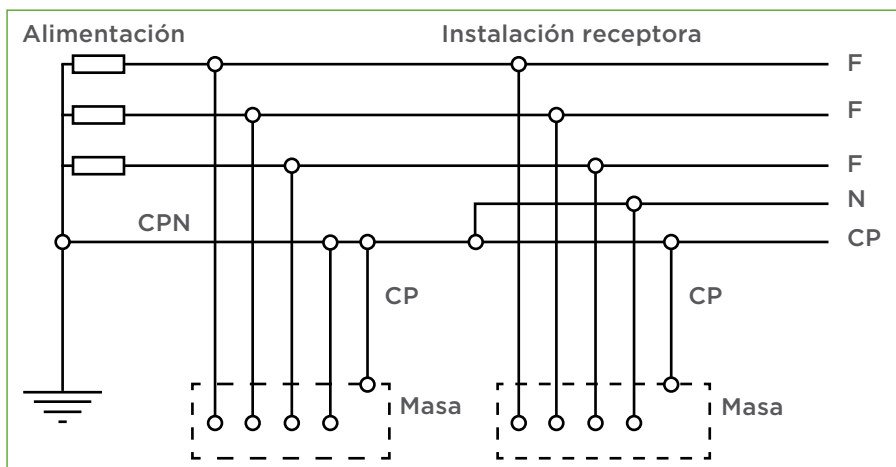 Alimentación
Instalación receptora
F
F
F
N
CPN
CP
CP
CP
Masa
Masa